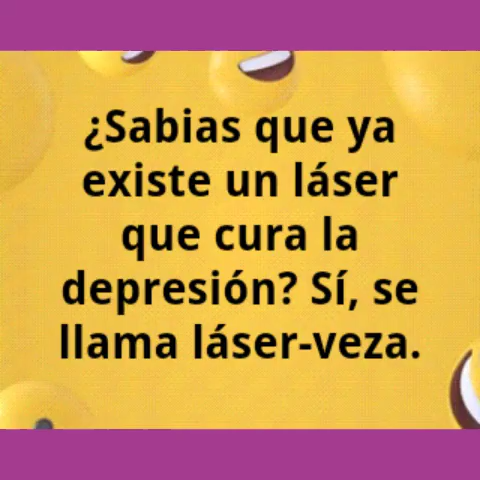 ¿Sabias que ya
existe un láser
que cura la
depresión? Sí, se
llama láser-veza.